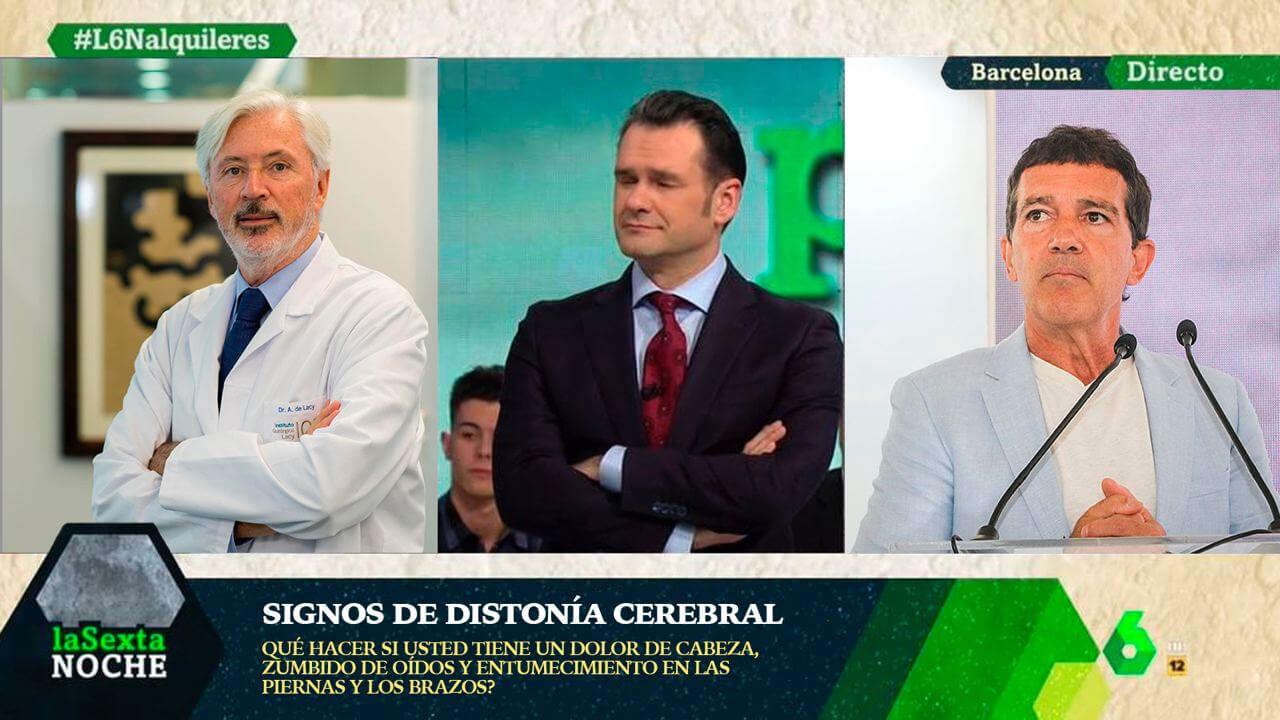 #L6Nalquileres
Barcelona
Directo
Dr. A. de Lacy
Instituto
Quirúrgico
Lacy
SIGNOS DE DISTONÍA CEREBRAL
QUÉ HACER SI USTED TIENE UN DOLOR DE CABEZA,
ZUMBIDO DE OÍDOS Y ENTUMECIMIENTO EN LAS
PIERNAS Y LOS BRAZOS?
laSexta
NOCHE
6
12